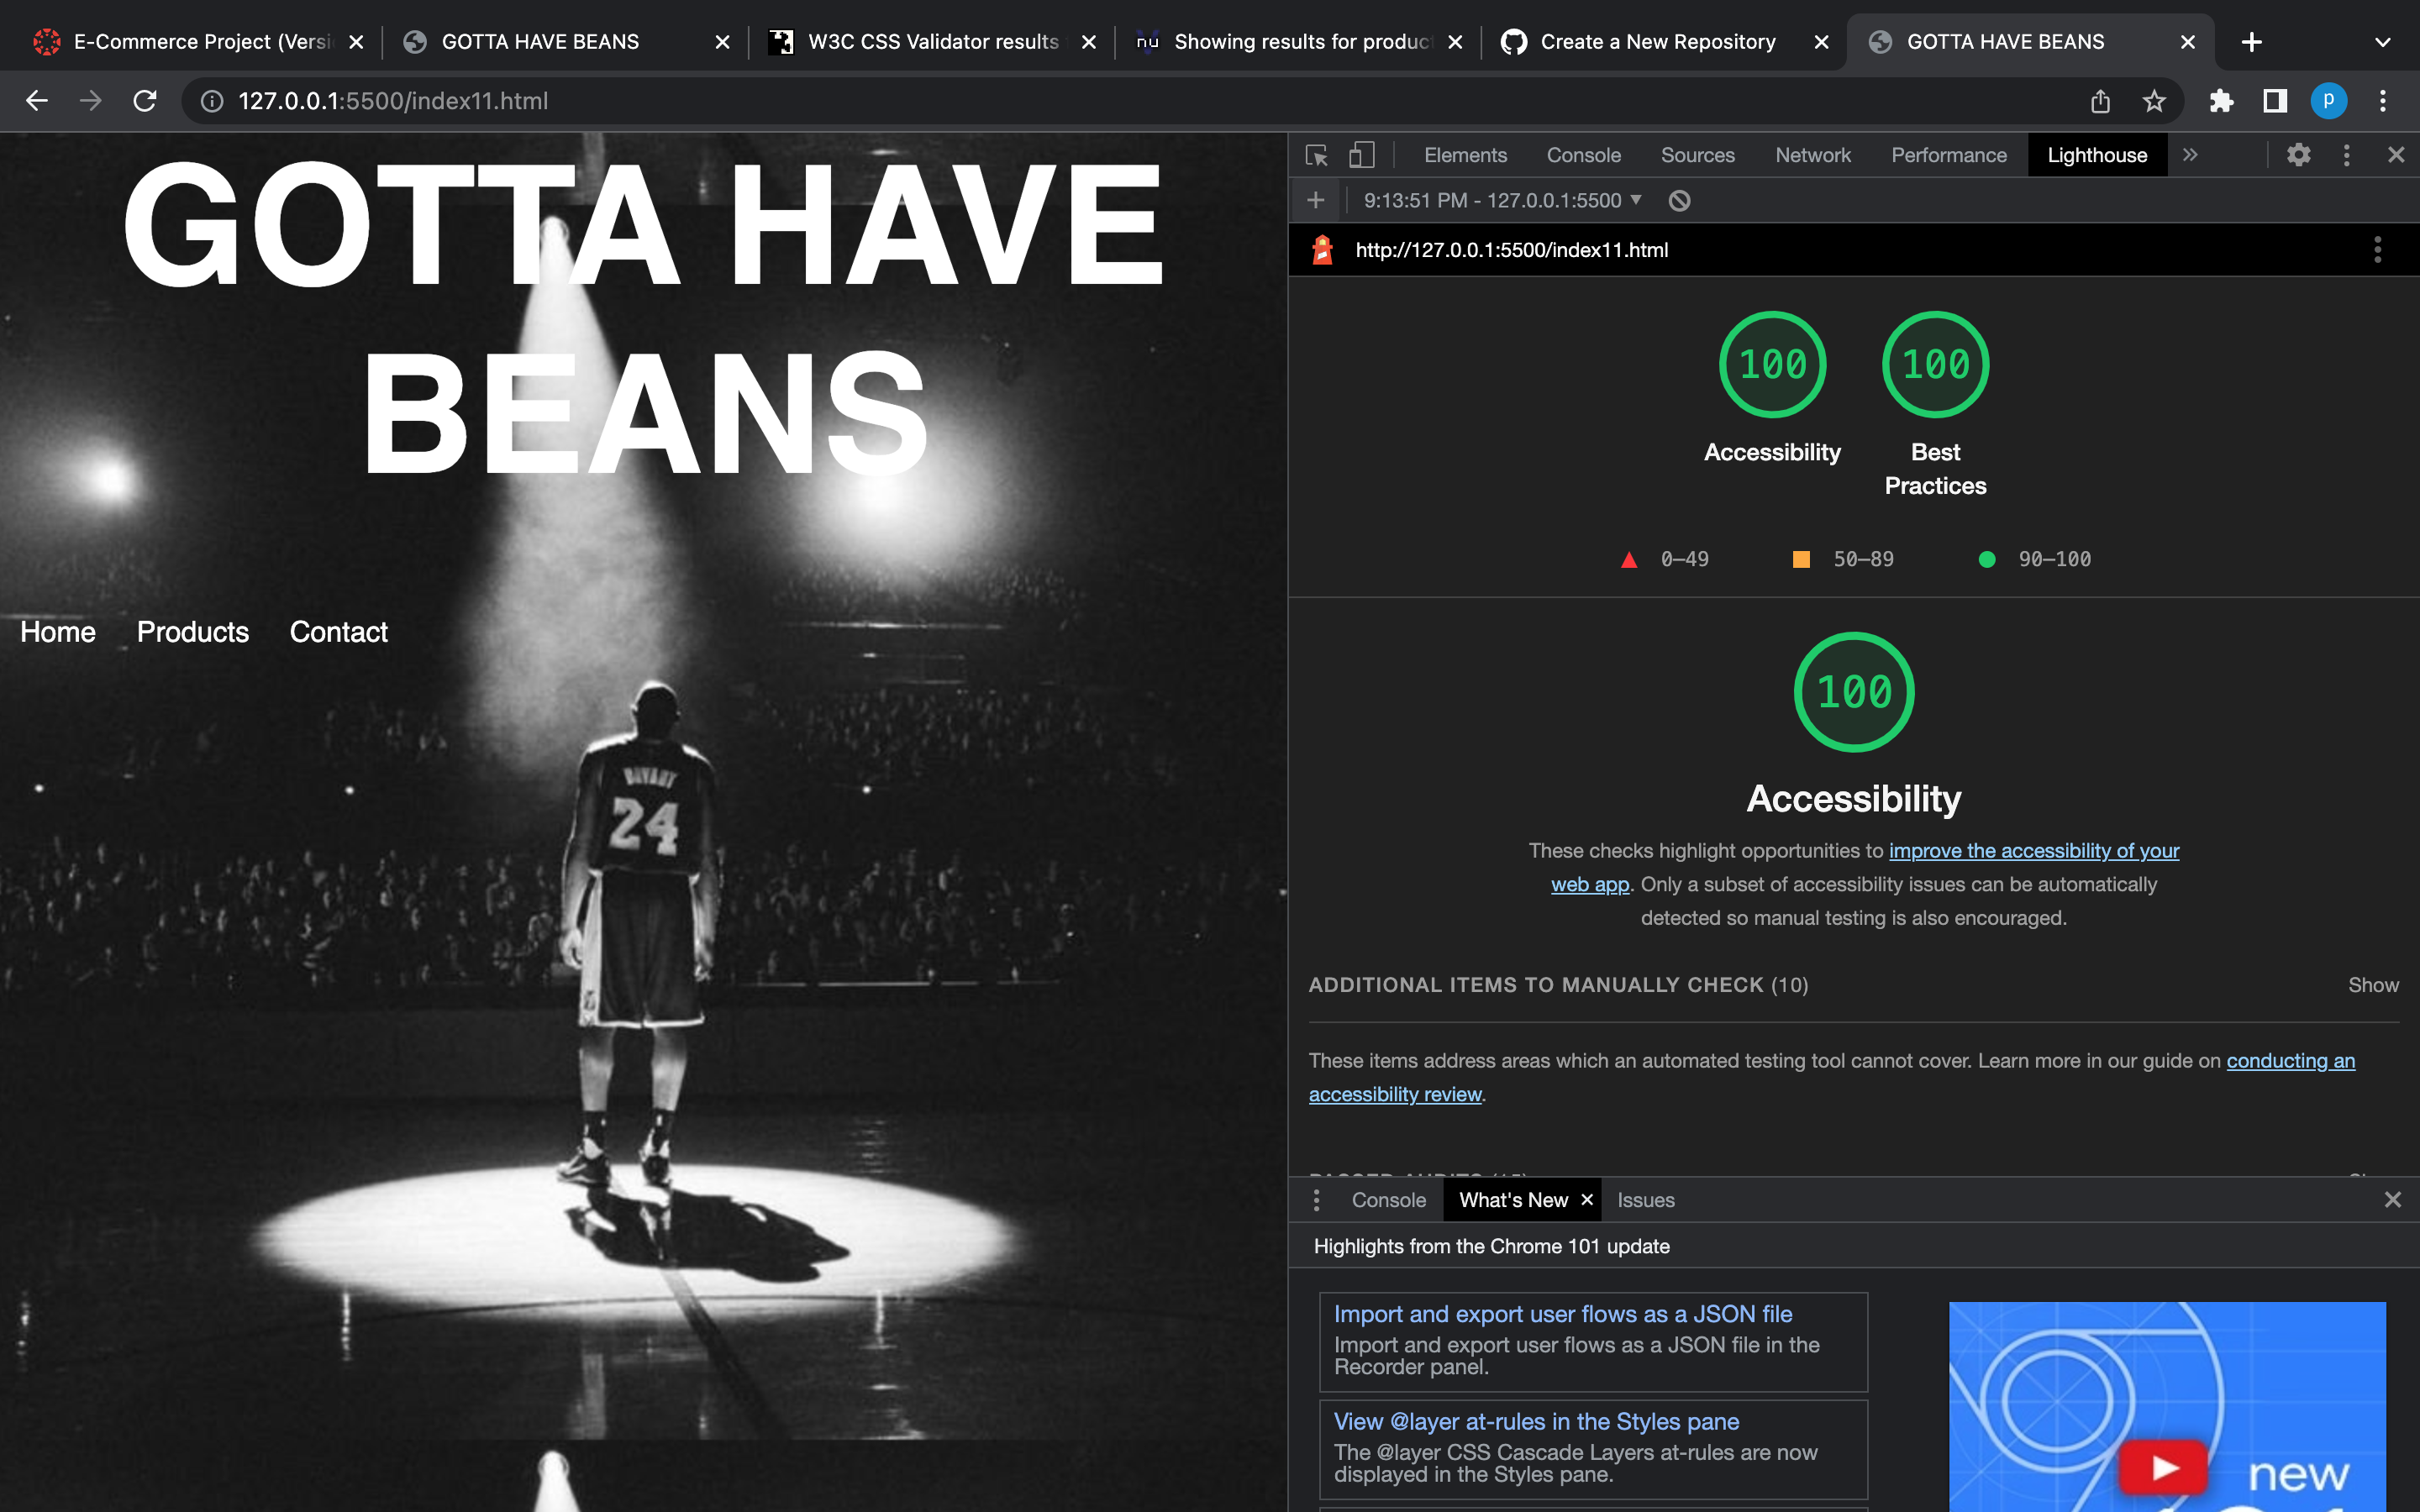 E-Commerce Project (Versi
GOTTA HAVE BEANS
W3C CSS Validator results
Showing results for produc
Create a New Repository
GOTTA HAVE BEANS
127.0.0.1:5500/index11.html
p
GOTTA HAVE
BEANS
Home Products Contact
BRYANT
24
Elements Console Sources Network Performance Lighthouse
9:13:51 PM - 127.0.0.1:5500
http://127.0.0.1:5500/index11.html
100
Accessibility
100
Best
Practices
0–49 50–89 90–100
100
Accessibility
These checks highlight opportunities to improve the accessibility of your
web app. Only a subset of accessibility issues can be automatically
detected so manual testing is also encouraged.
ADDITIONAL ITEMS TO MANUALLY CHECK (10) Show
These items address areas which an automated testing tool cannot cover. Learn more in our guide on conducting an
accessibility review.
Console What's New Issues
Highlights from the Chrome 101 update
Import and export user flows as a JSON file
Import and export user flows as a JSON file in the
Recorder panel.
View @layer at-rules in the Styles pane
The @layer CSS Cascade Layers at-rules are now
displayed in the Styles pane.
new